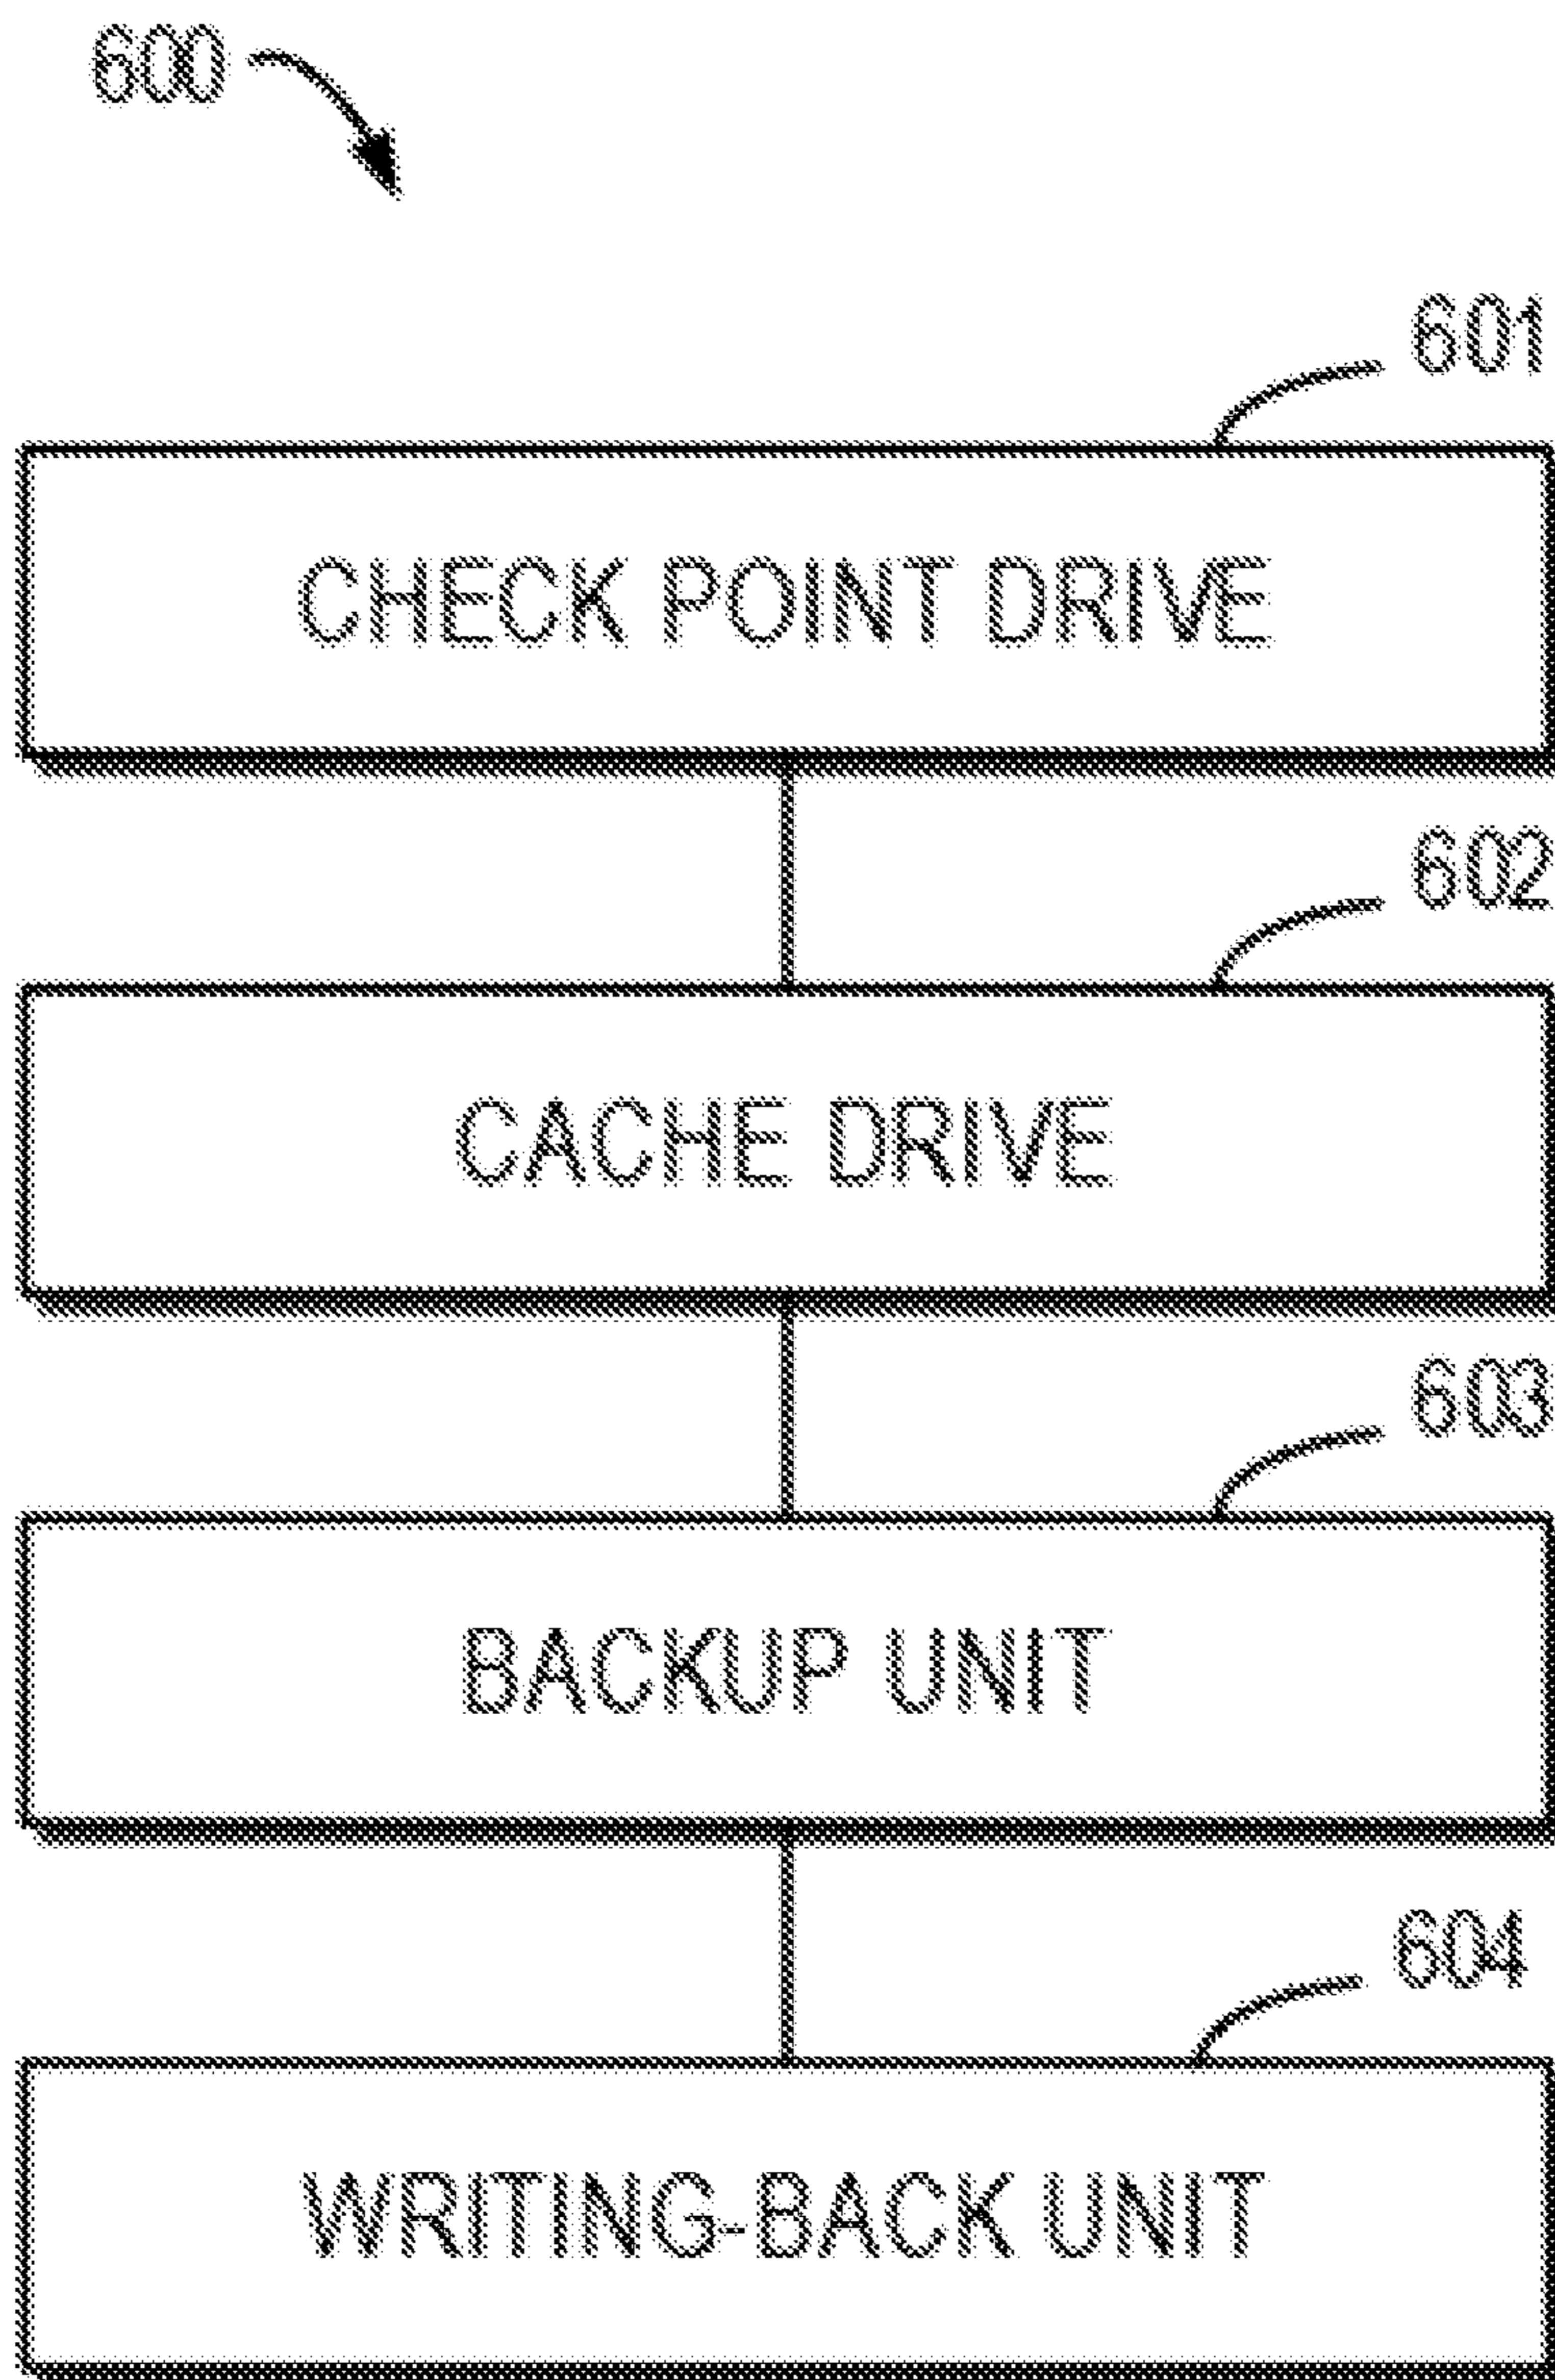 600
601
CHECK POINT DRIVE
602
CACHE DRIVE
603
BACKUP UNIT
604
WRITING-BACK UNIT